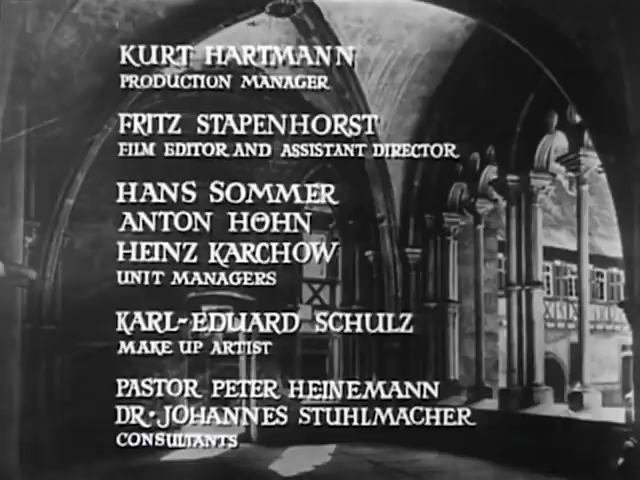 KURT HARTMANN
PRODUCTION MANAGER
FRITZ STAPENHORST
FILM EDITOR AND ASSISTANT DIRECTOR
HANS SOMMER
ANTON HÖHN
HEINZ KARCHOW
UNIT MANAGERS
KARL-EDUARD SCHULZ
MAKE UP ARTIST
PASTOR PETER HEINEMANN
DR. JOHANNES STUHLMACHER
CONSULTANTS